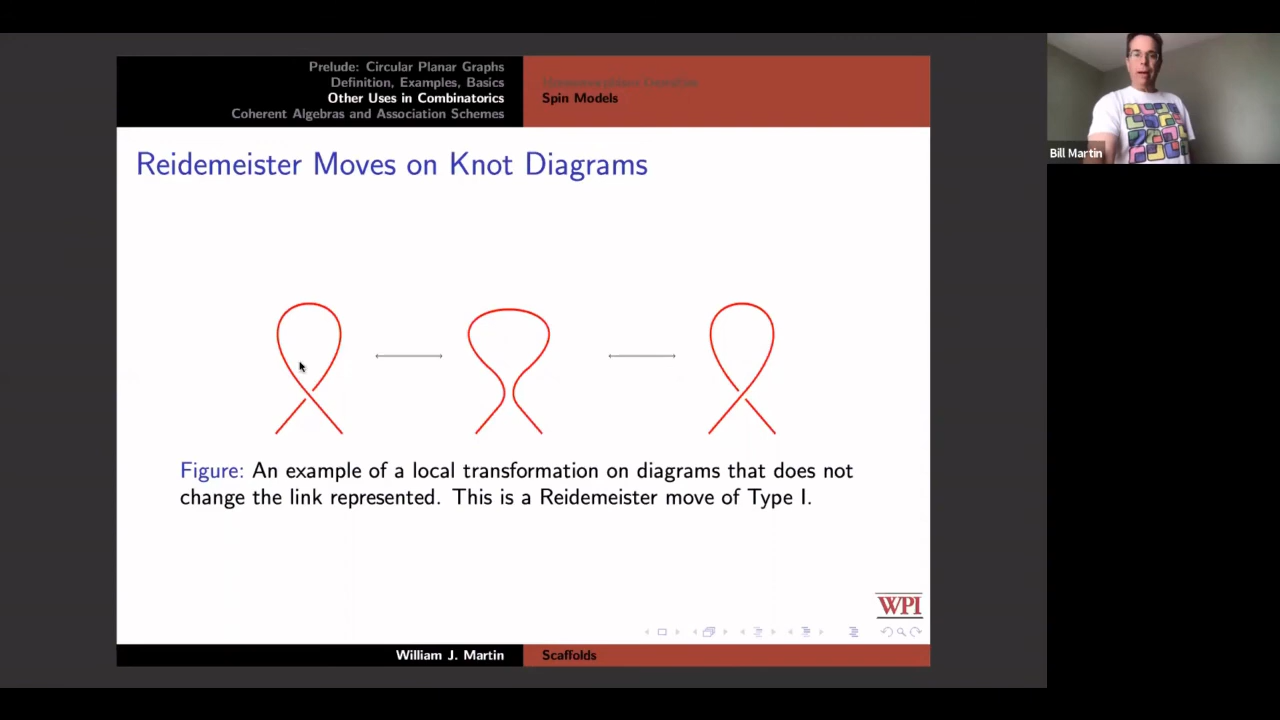 Prelude: Circular Planar Graphs
Definition, Examples, Basics
Other Uses in Combinatorics
Coherent Algebras and Association Schemes
Spin Models
Bill Martin
Reidemeister Moves on Knot Diagrams
Figure: An example of a local transformation on diagrams that does not
change the link represented. This is a Reidemeister move of Type I.
WPI
William J. Martin
Scaffolds